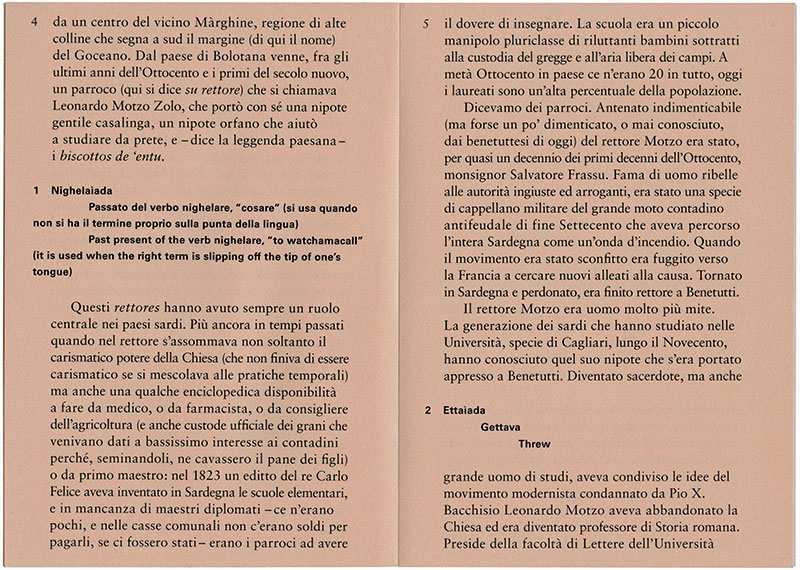 4
da un centro del vicino Màrghine, regione di alte
colline che segna a sud il margine (di qui il nome)
del Goceano. Dal paese di Bolotana venne, fra gli
ultimi anni dell'Ottocento e i primi del secolo nuovo,
un parroco (qui si dice su rettore) che si chiamava
Leonardo Motzo Zolo, che portò con sé una nipote
gentile casalinga, un nipote orfano che aiutò
a studiare da prete, e –dice la leggenda paesana–
i biscottos de 'entu.
1 Nighelaìada
Passato del verbo nighelare, "cosare" (si usa quando
non si ha il termine proprio sulla punta della lingua)
Past present of the verb nighelare, "to watchamacall"
(it is used when the right term is slipping off the tip of one's
tongue)
Questi rettores hanno avuto sempre un ruolo
centrale nei paesi sardi. Più ancora in tempi passati
quando nel rettore s'assommava non soltanto il
carismatico potere della Chiesa (che non finiva di essere
carismatico se si mescolava alle pratiche temporali)
ma anche una qualche enciclopedica disponibilità
a fare da medico, o da farmacista, o da consigliere
dell'agricoltura (e anche custode ufficiale dei grani che
venivano dati a bassissimo interesse ai contadini
perché, seminandoli, ne cavassero il pane dei figli)
o da primo maestro: nel 1823 un editto del re Carlo
Felice aveva inventato in Sardegna le scuole elementari,
e in mancanza di maestri diplomati –ce n'erano
pochi, e nelle casse comunali non c'erano soldi per
pagarli, se ci fossero stati– erano i parroci ad avere
5
il dovere di insegnare. La scuola era un piccolo
manipolo pluriclasse di riluttanti bambini sottratti
alla custodia del gregge e all'aria libera dei campi. A
metà Ottocento in paese ce n'erano 20 in tutto, oggi
i laureati sono un'alta percentuale della popolazione.
Dicevamo dei parroci. Antenato indimenticabile
(ma forse un po' dimenticato, o mai conosciuto,
dai benetuttesi di oggi) del rettore Motzo era stato,
per quasi un decennio dei primi decenni dell'Ottocento,
monsignor Salvatore Frassu. Fama di uomo ribelle
alle autorità ingiuste ed arroganti, era stato una specie
di cappellano militare del grande moto contadino
antifeudale di fine Settecento che aveva percorso
l'intera Sardegna come un'onda d'incendio. Quando
il movimento era stato sconfitto era fuggito verso
la Francia a cercare nuovi alleati alla causa. Tornato
in Sardegna e perdonato, era finito rettore a Benetutti.
Il rettore Motzo era uomo molto più mite.
La generazione dei sardi che hanno studiato nelle
Università, specie di Cagliari, lungo il Novecento,
hanno conosciuto quel suo nipote che s'era portato
appresso a Benetutti. Diventato sacerdote, ma anche
2 Ettaìada
Gettava
Threw
grande uomo di studi, aveva condiviso le idee del
movimento modernista condannato da Pio X.
Bacchisio Leonardo Motzo aveva abbandonato la
Chiesa ed era diventato professore di Storia romana.
Preside della facoltà di Lettere dell'Università